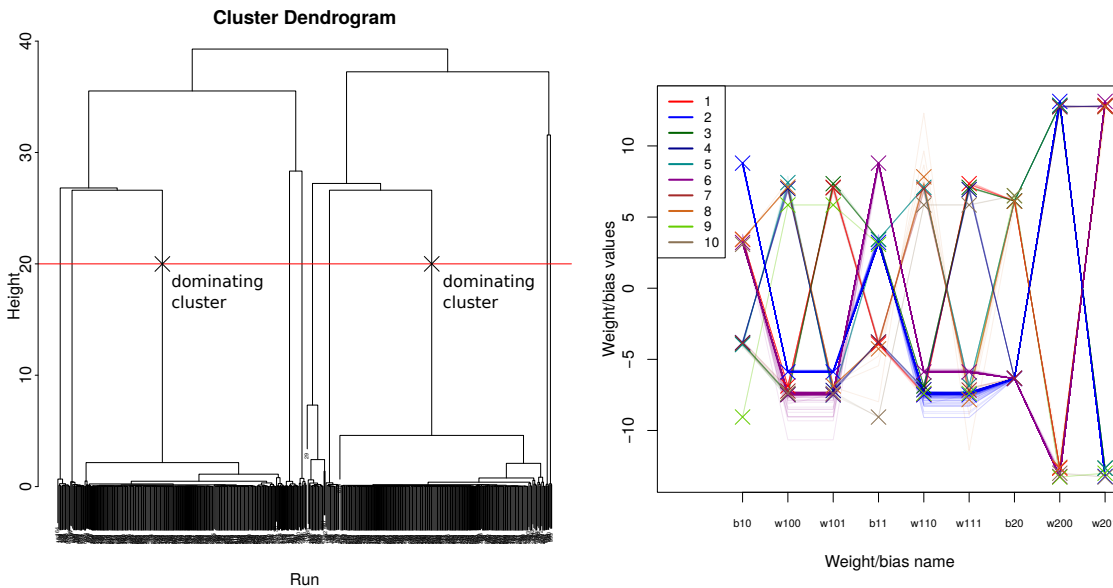 Cluster Dendrogram
Height
0
10
20
30
40
dominating
cluster
dominating
cluster
29
Run
1
2
3
4
5
6
7
8
9
10
Weight/bias values
10
5
0
−5
−10
b10
w100
w101
b11
w110
w111
b20
w200
w20
Weight/bias name